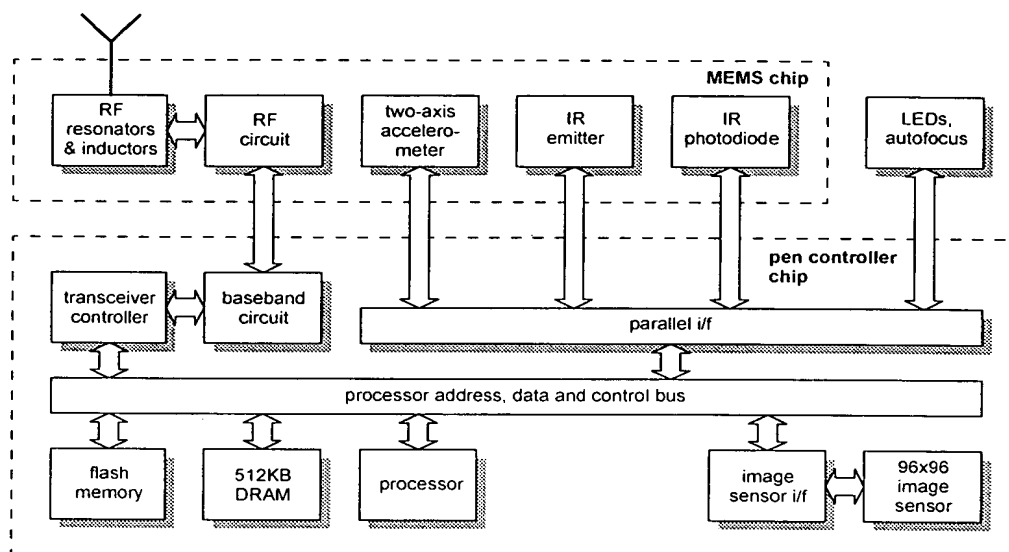 MEMS chip
RF
resonators
& inductors
RF
circuit
two-axis
accelero-
meter
IR
emitter
IR
photodiode
LEDs,
autofocus
pen controller
chip
transceiver
controller
baseband
circuit
parallel i/f
processor address, data and control bus
flash
memory
512KB
DRAM
processor
image
sensor i/f
96x96
image
sensor